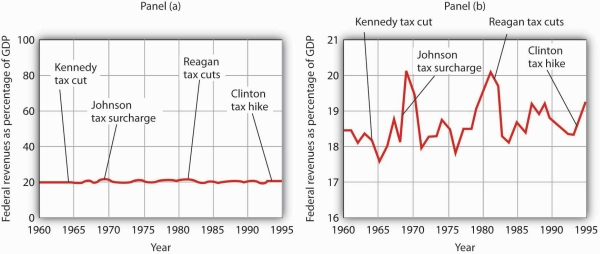 Panel (a)
Federal revenues as percentage of GDP
100
80
60
40
20
0
Kennedy
tax cut
Johnson
tax surcharge
Reagan
tax cuts
Clinton
tax hike
1960 1965 1970 1975 1980 1985 1990 1995
Year
Panel (b)
Federal revenues as percentage of GDP
21
20
19
18
17
16
Kennedy tax cut
Johnson
tax surcharge
Reagan tax cuts
Clinton
tax hike
1960 1965 1970 1975 1980 1985 1990 1995
Year